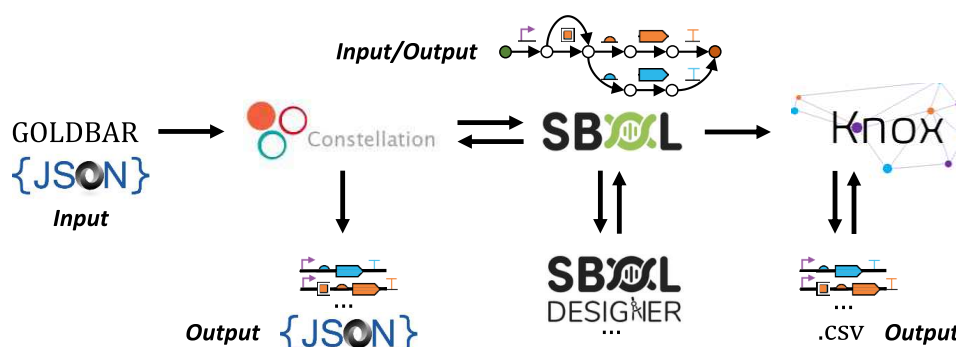 Input/Output
GOLDBAR
{JSON}
Input
Constellation
SBOL
Knox
...
Output
{JSON}
SBOL
DESIGNER
...
...
.CSV Output